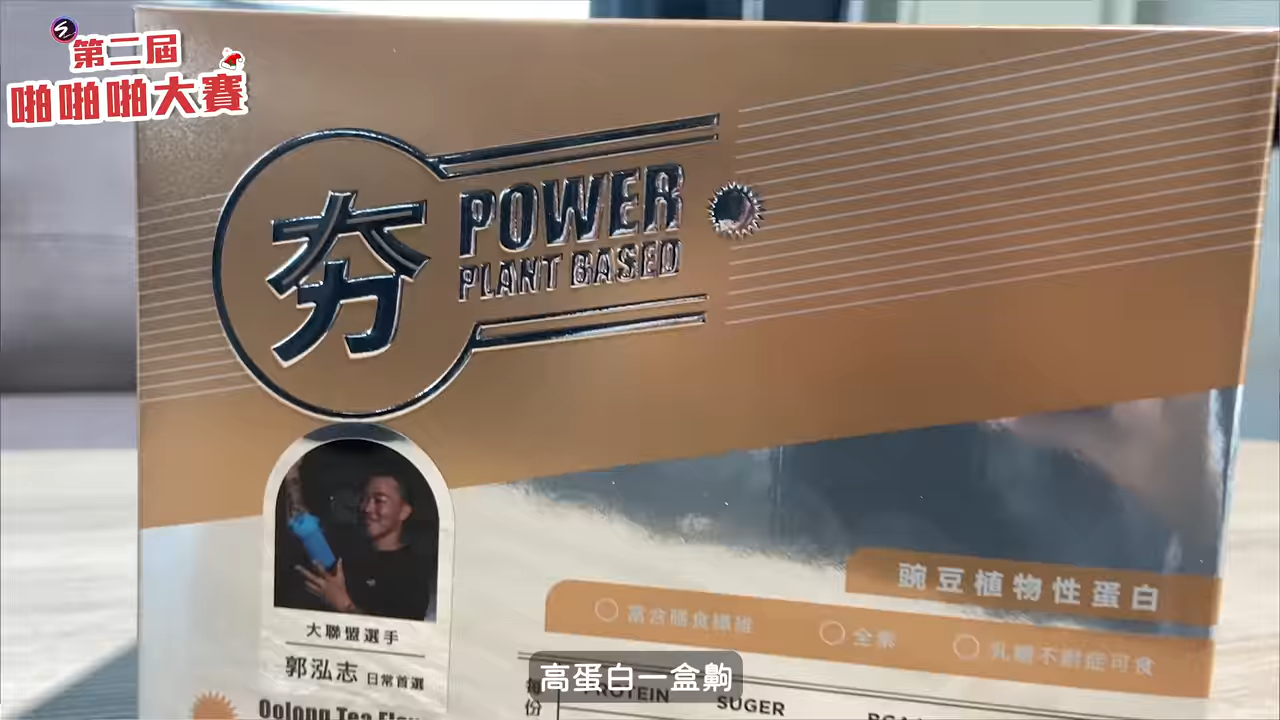 第二屆
啪啪啪大賽
夯
POWER
PLANT BASED
豌豆植物性蛋白
富含膳食纖維
全素
乳糖不耐症可食
大聯盟選手
郭泓志 日常首選
高蛋白一盒齁
每份
PROTEIN
SUGER
Oolong Tea